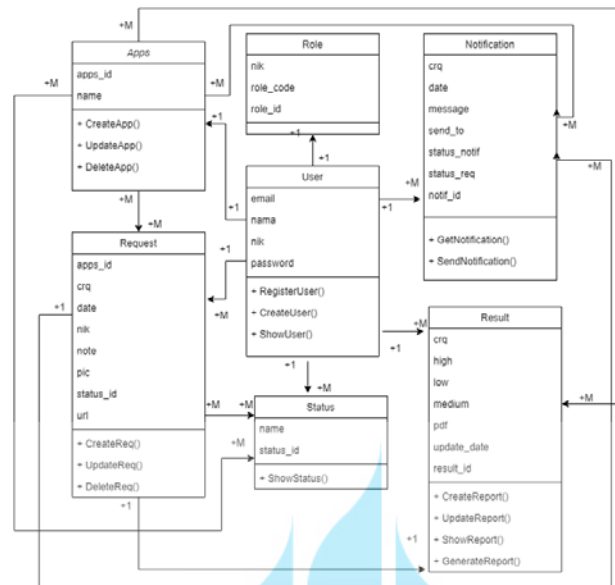 +M
Apps
apps_id
name
+ CreateApp()
+ UpdateApp()
+ DeleteApp()
+M
+M
+M
+M
+1
+1
Role
nik
role_code
role_id
+1
+1
Notification
crq
date
message
send_to
status_notif
status_req
notif_id
+ GetNotification()
+ SendNotification()
+M
+M
+M
+1
User
email
nama
nik
password
+ RegisterUser()
+ CreateUser()
+ ShowUser()
+1
+M
+1
+M
+M
+1
Request
apps_id
crq
date
nik
note
pic
status_id
url
+ CreateReq()
+ UpdateReq()
+ DeleteReq()
+1
+M
+M
+M
+1
Status
name
status_id
+ ShowStatus()
Result
crq
high
low
medium
pdf
update_date
result_id
+ CreateReport()
+ UpdateReport()
+ ShowReport()
+ GenerateReport()
+M
+1
+1
+M